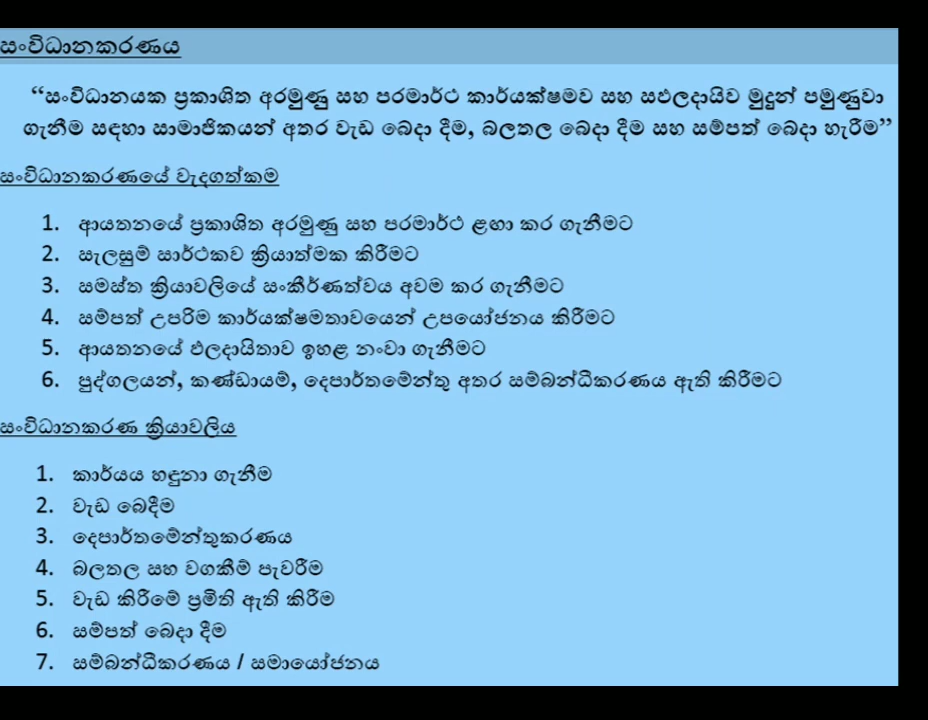 සංවිධානකරණය
“සංවිධානයක ප්‍රකාශිත අරමුණු සහ පරමාර්ථ කාර්යක්ෂමව සහ සඵලදායිව මුදුන් පමුණුවා
ගැනීම සඳහා සාමාජිකයන් අතර වැඩ බෙදා දීම, බලතල බෙදා දීම සහ සම්පත් බෙදා හැරීම”
සංවිධානකරණයේ වැදගත්කම
1. ආයතනයේ ප්‍රකාශිත අරමුණු සහ පරමාර්ථ ළඟා කර ගැනීමට
2. සැලසුම් සාර්ථකව ක්‍රියාත්මක කිරීමට
3. සමස්ත ක්‍රියාවලියේ සංකීර්ණත්වය අවම කර ගැනීමට
4. සම්පත් උපරිම කාර්යක්ෂමතාවයෙන් උපයෝජනය කිරීමට
5. ආයතනයේ ඵලදායිතාව ඉහළ නංවා ගැනීමට
6. පුද්ගලයන්, කණ්ඩායම්, දෙපාර්තමේන්තු අතර සම්බන්ධීකරණය ඇති කිරීමට
සංවිධානකරණ ක්‍රියාවලිය
1. කාර්යය හඳුනා ගැනීම
2. වැඩ බෙදීම
3. දෙපාර්තමේන්තුකරණය
4. බලතල සහ වගකීම් පැවරීම
5. වැඩ කිරීමේ ප්‍රමිති ඇති කිරීම
6. සම්පත් බෙදා දීම
7. සම්බන්ධීකරණය / සමායෝජනය